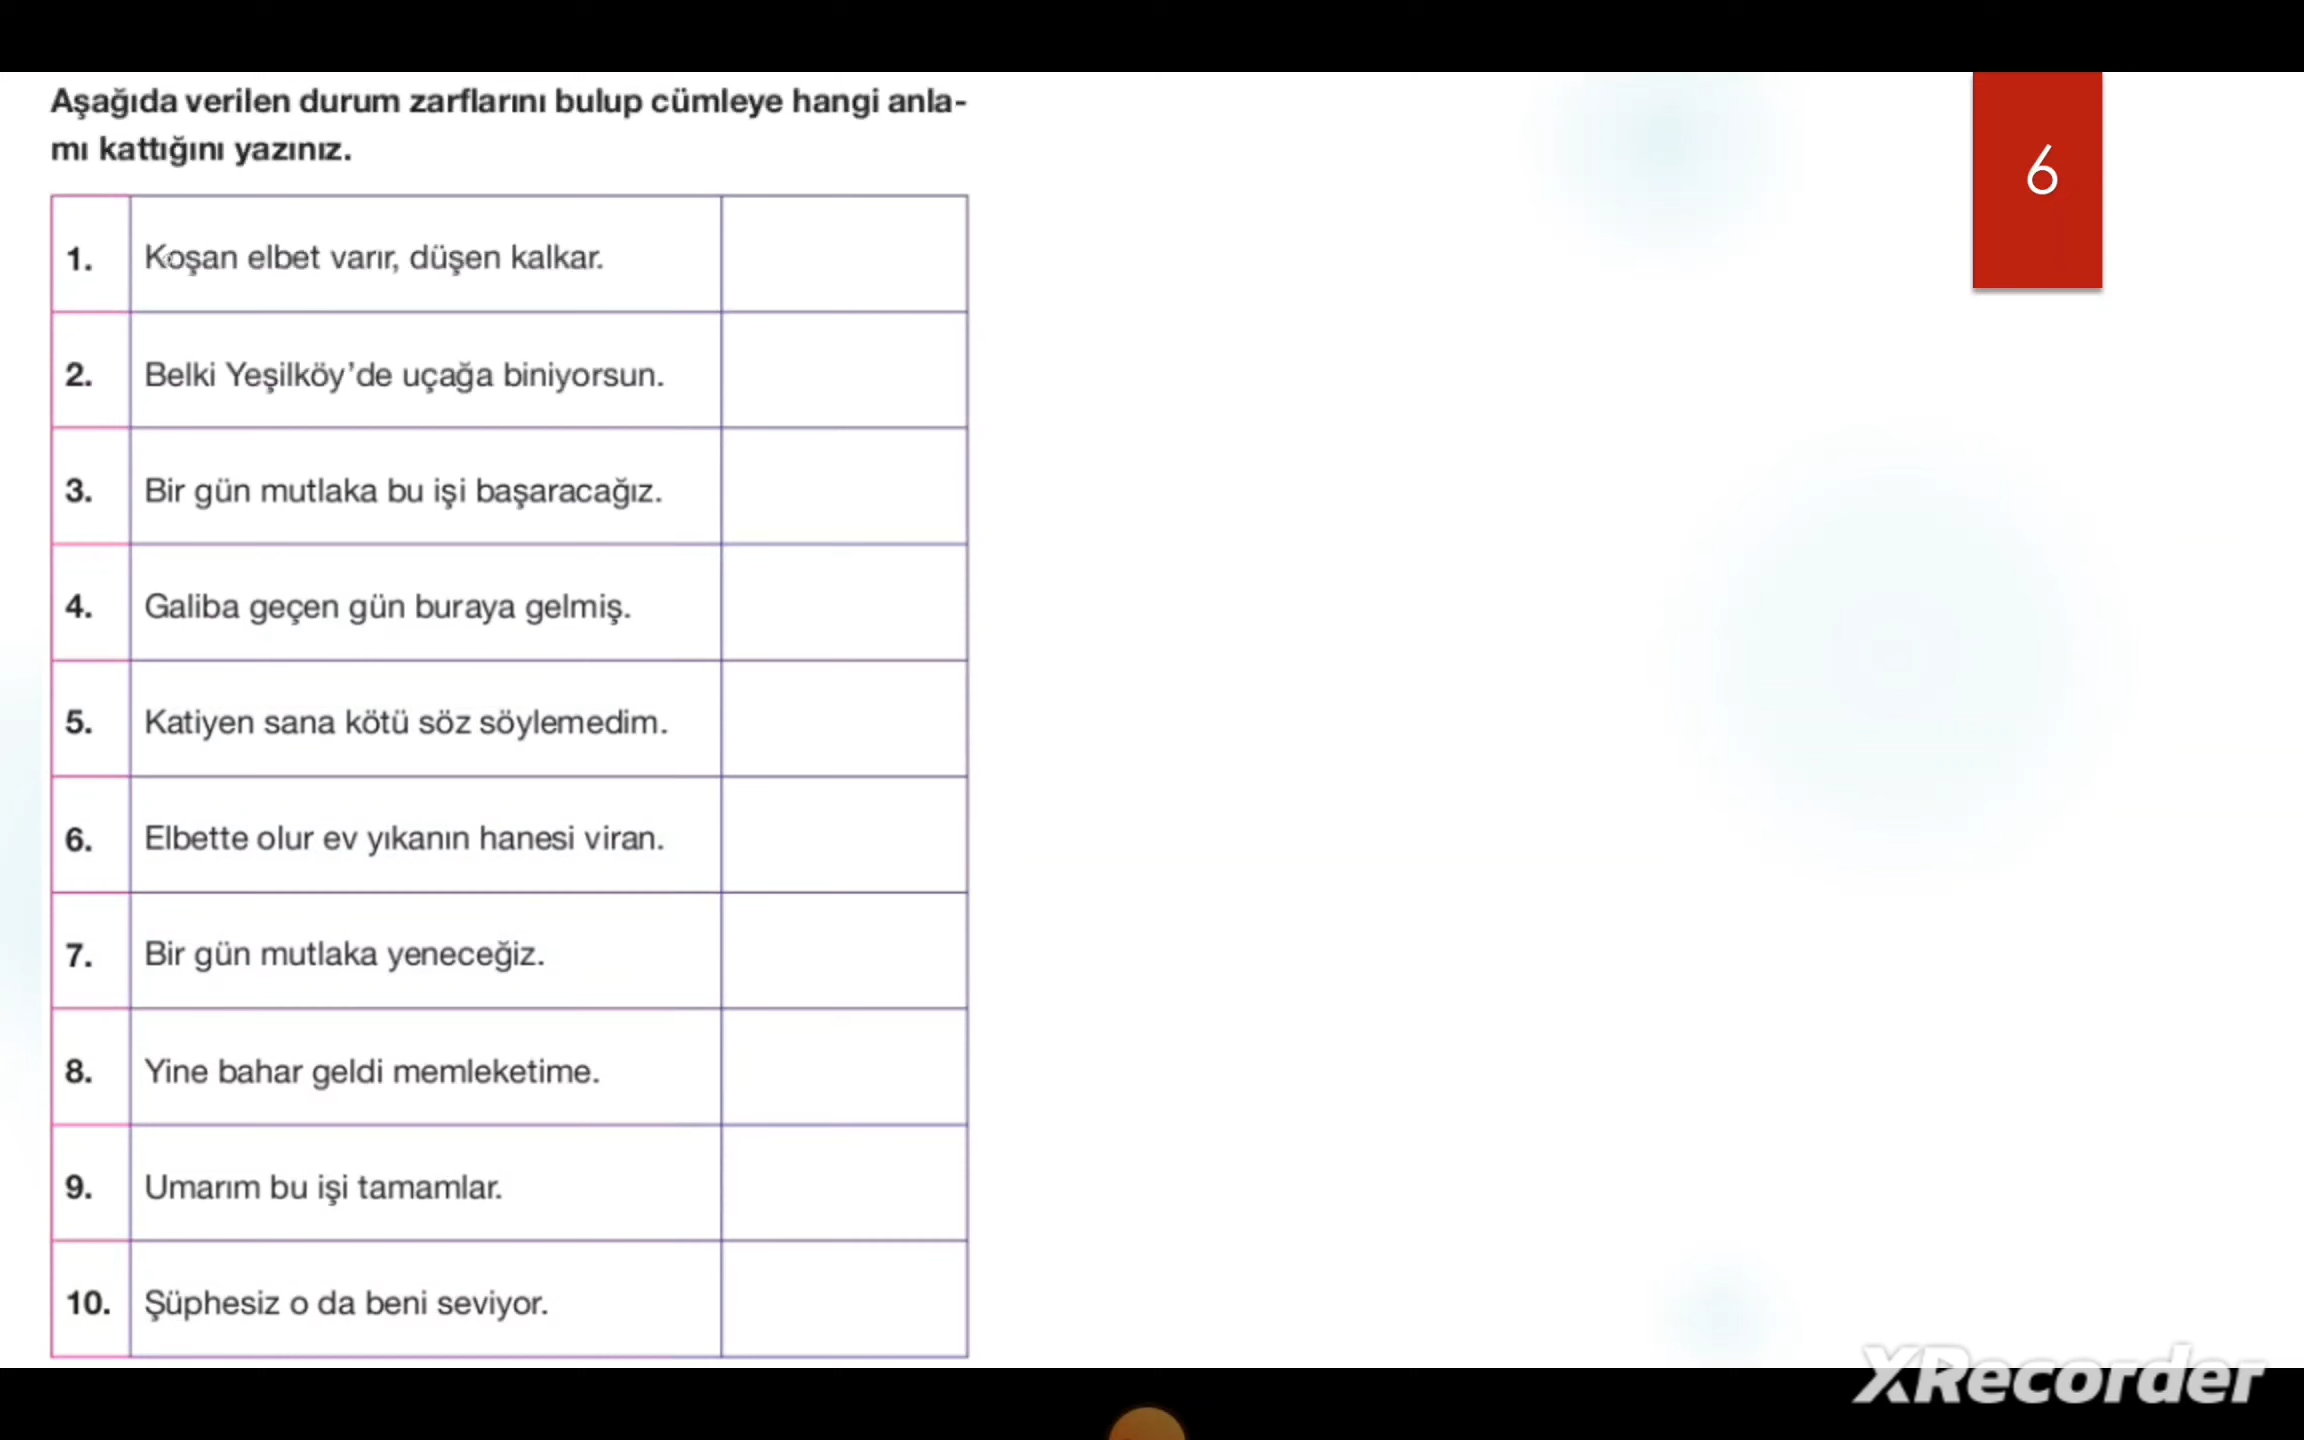 Aşağıda verilen durum zarflarını bulup cümleye hangi anla-
mı kattığını yazınız.
6
1. Koşan elbet varır, düşen kalkar.
2. Belki Yeşilköy'de uçağa biniyorsun.
3. Bir gün mutlaka bu işi başaracağız.
4. Galiba geçen gün buraya gelmiş.
5. Katiyen sana kötü söz söylemedim.
6. Elbette olur ev yıkanın hanesi viran.
7. Bir gün mutlaka yeneceğiz.
8. Yine bahar geldi memleketime.
9. Umarım bu işi tamamlar.
10. Şüphesiz o da beni seviyor.
XRecorder